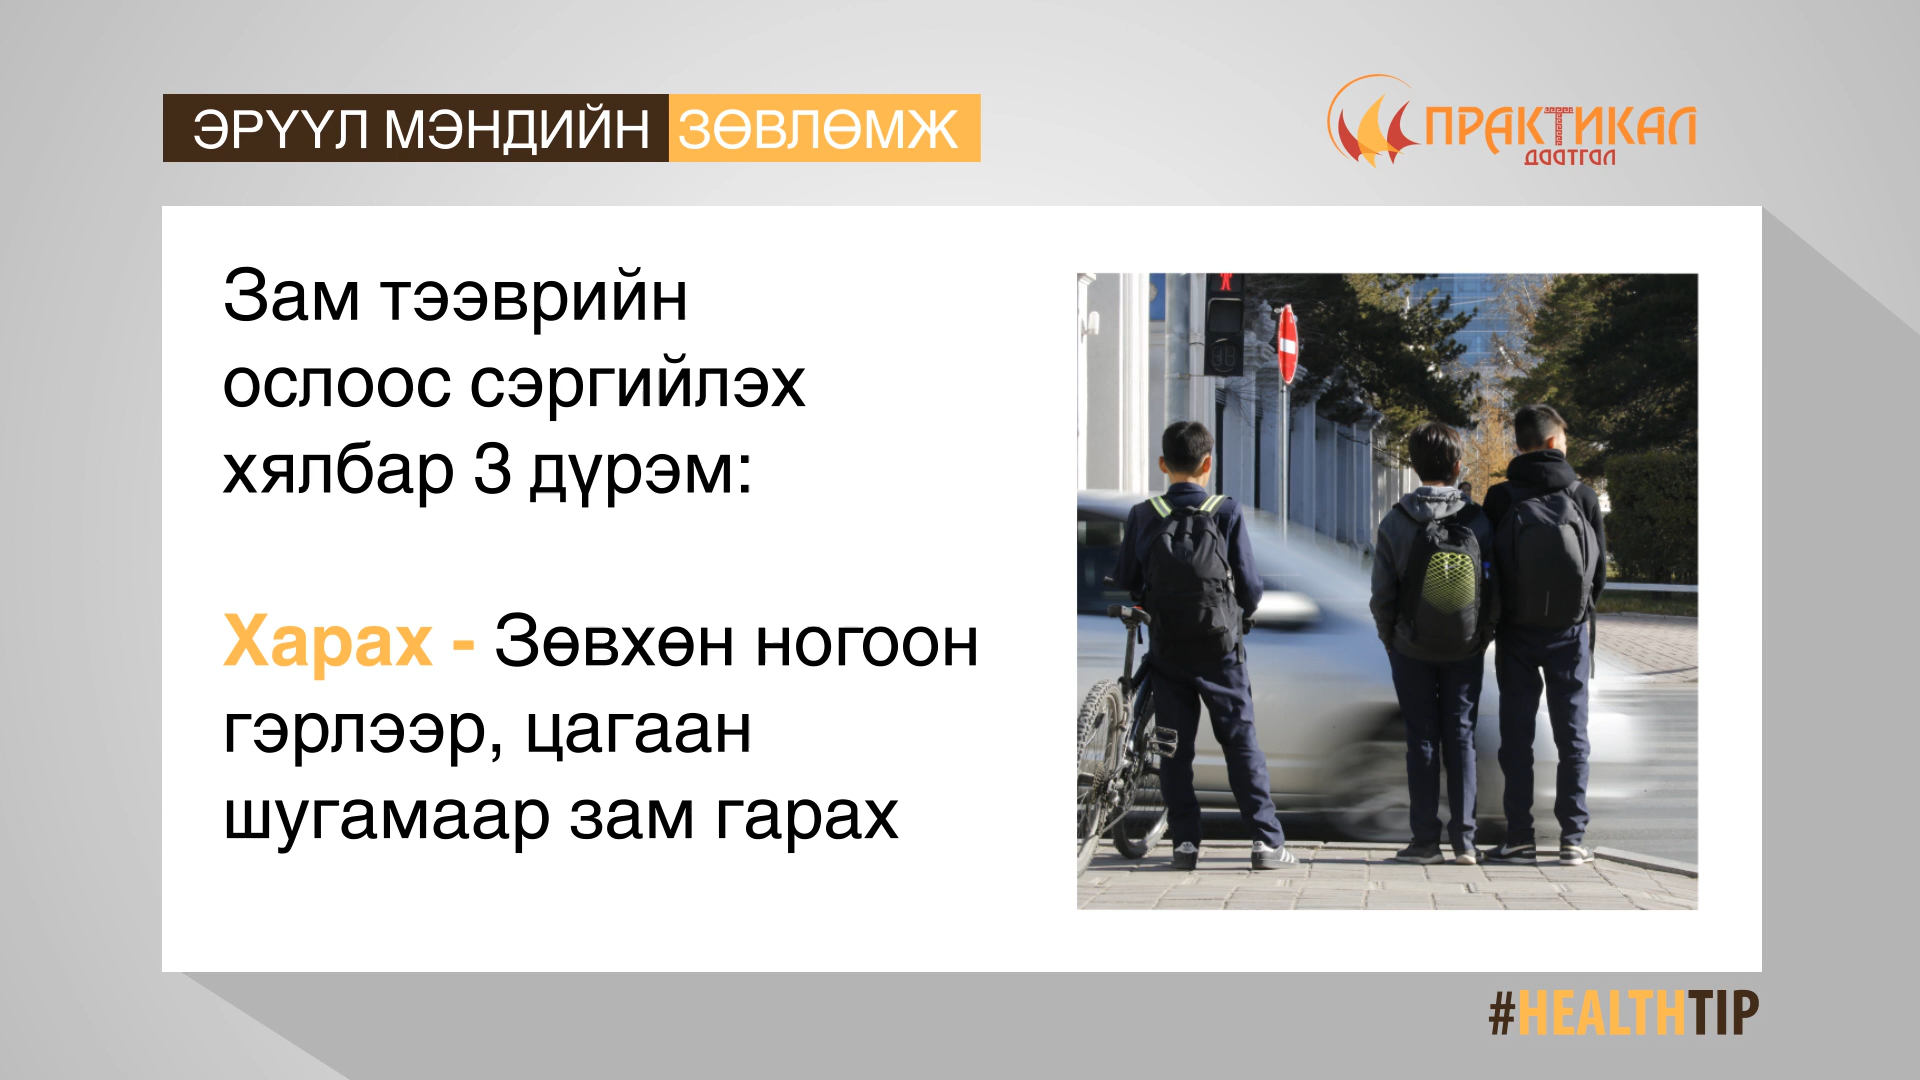 ЭРҮҮЛ МЭНДИЙН ЗӨВЛӨМЖ
ПРАКТИКАЛ
даатгал
Зам тээврийн
ослоос сэргийлэх
хялбар 3 дүрэм:
Харах - Зөвхөн ногоон
гэрлээр, цагаан
шугамаар зам гарах
#HEALTHTIP